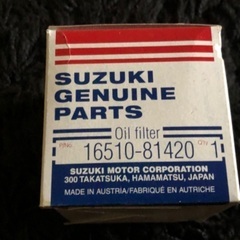 SUZUKI
GENUINE
PARTS
Oil filter
16510-81420 1
SUZUKI MOTOR CORPORATION
300 TAKATSUKA, HAMAMATSU, JAPAN
MADE IN AUSTRIA/FABRIQUÉ EN AUTRICHE